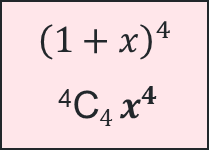 (1 + x)⁴
⁴C₄ x⁴